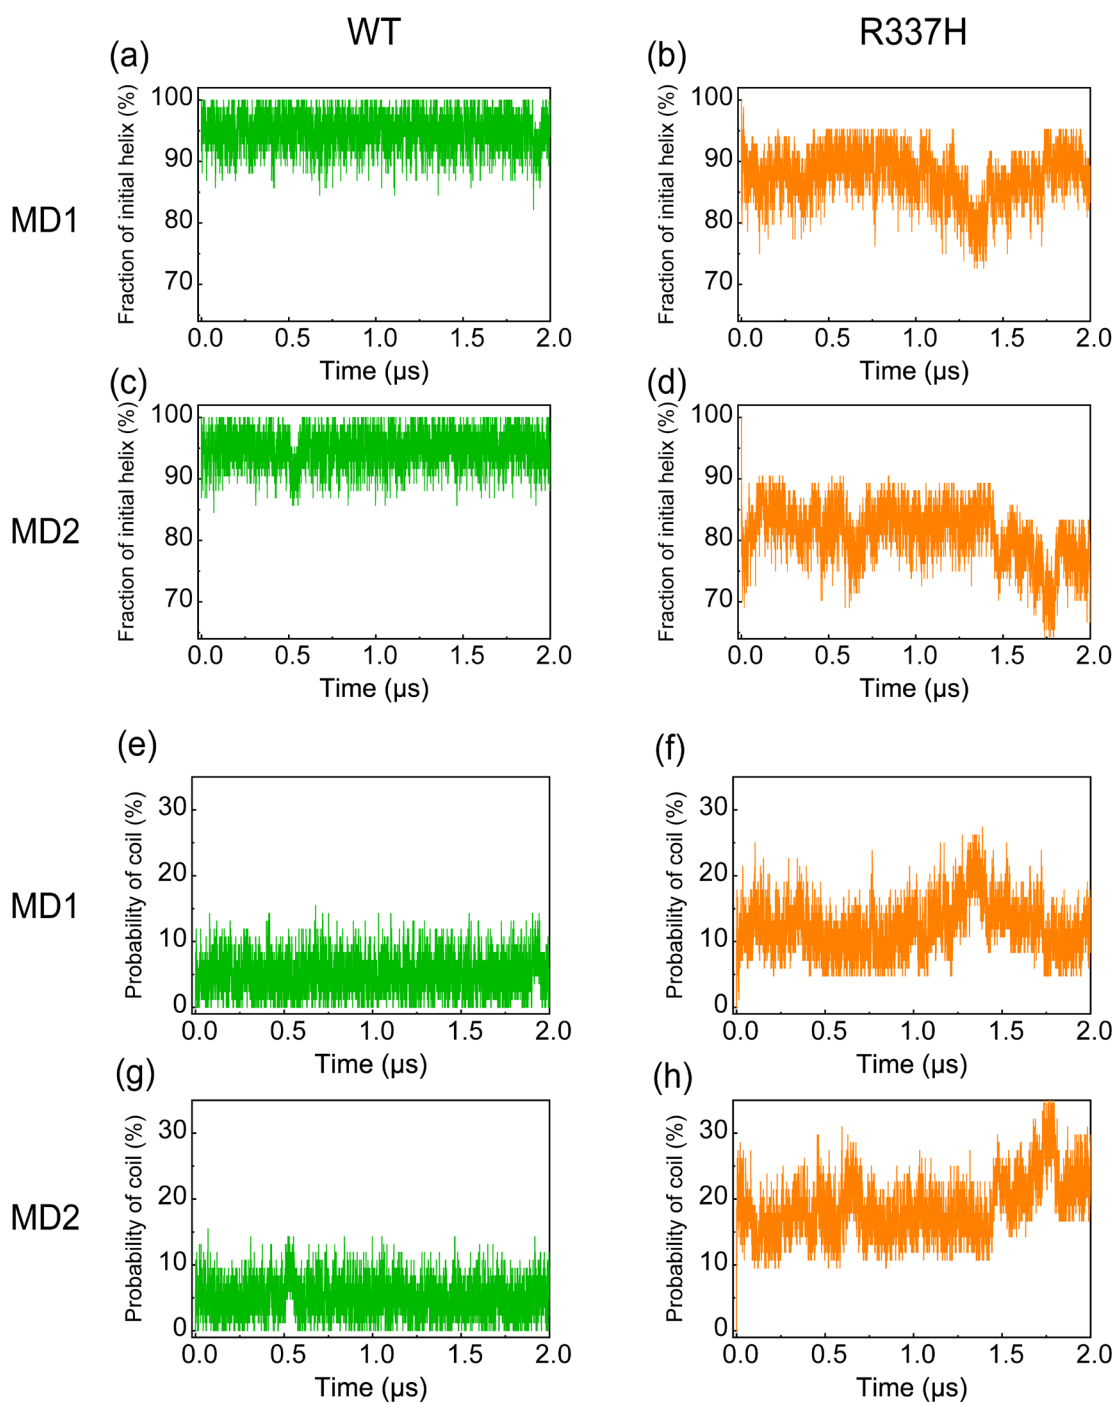 WT R337H
(a) (b)
MD1
Fraction of initial helix (%)
100
90
80
70
0.0 0.5 1.0 1.5 2.0
Time (µs)
Fraction of initial helix (%)
100
90
80
70
0.0 0.5 1.0 1.5 2.0
Time (µs)
(c) (d)
MD2
Fraction of initial helix (%)
100
90
80
70
0.0 0.5 1.0 1.5 2.0
Time (µs)
Fraction of initial helix (%)
100
90
80
70
0.0 0.5 1.0 1.5 2.0
Time (µs)
(e) (f)
MD1
Probability of coil (%)
30
20
10
0
0.0 0.5 1.0 1.5 2.0
Time (µs)
Probability of coil (%)
30
20
10
0
0.0 0.5 1.0 1.5 2.0
Time (µs)
(g) (h)
MD2
Probability of coil (%)
30
20
10
0
0.0 0.5 1.0 1.5 2.0
Time (µs)
Probability of coil (%)
30
20
10
0
0.0 0.5 1.0 1.5 2.0
Time (µs)